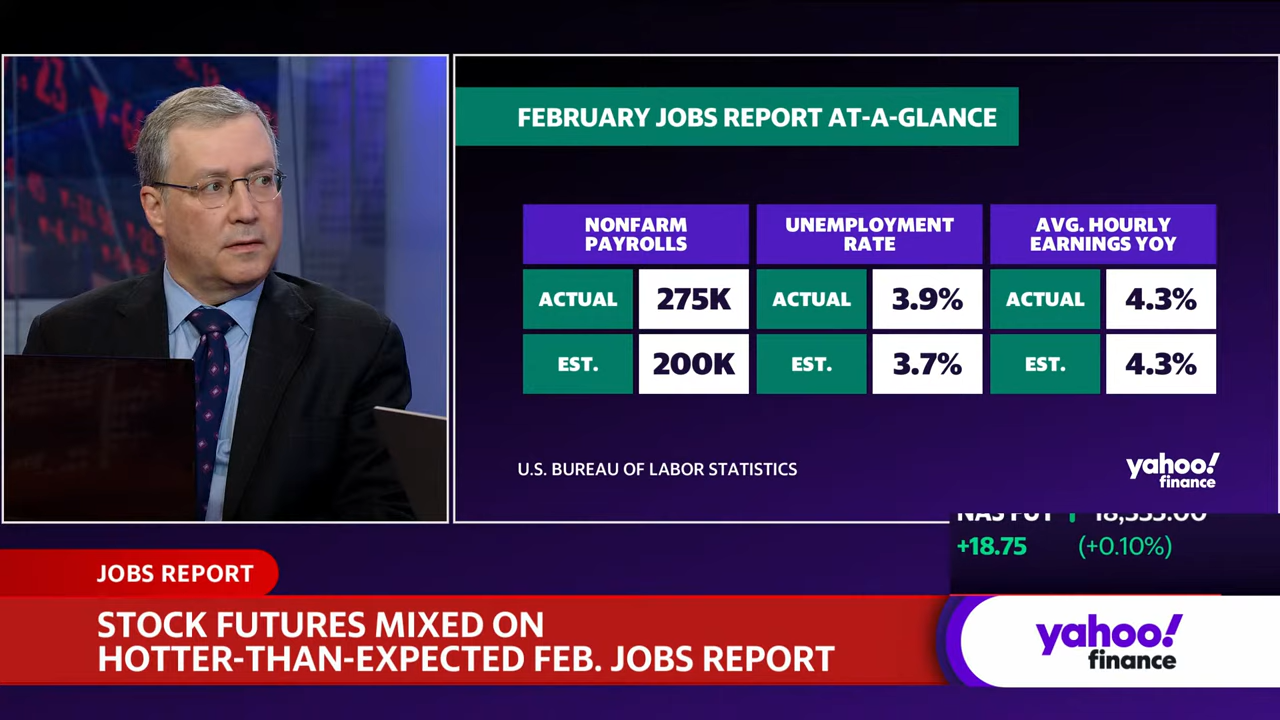 FEBRUARY JOBS REPORT AT-A-GLANCE
NONFARM
PAYROLLS
ACTUAL 275K
EST. 200K
UNEMPLOYMENT
RATE
ACTUAL 3.9%
EST. 3.7%
AVG. HOURLY
EARNINGS YOY
ACTUAL 4.3%
EST. 4.3%
U.S. BUREAU OF LABOR STATISTICS
yahoo!
finance
NAS FUT
+18.75 (+0.10%)
JOBS REPORT
STOCK FUTURES MIXED ON
HOTTER-THAN-EXPECTED FEB. JOBS REPORT
yahoo!
finance